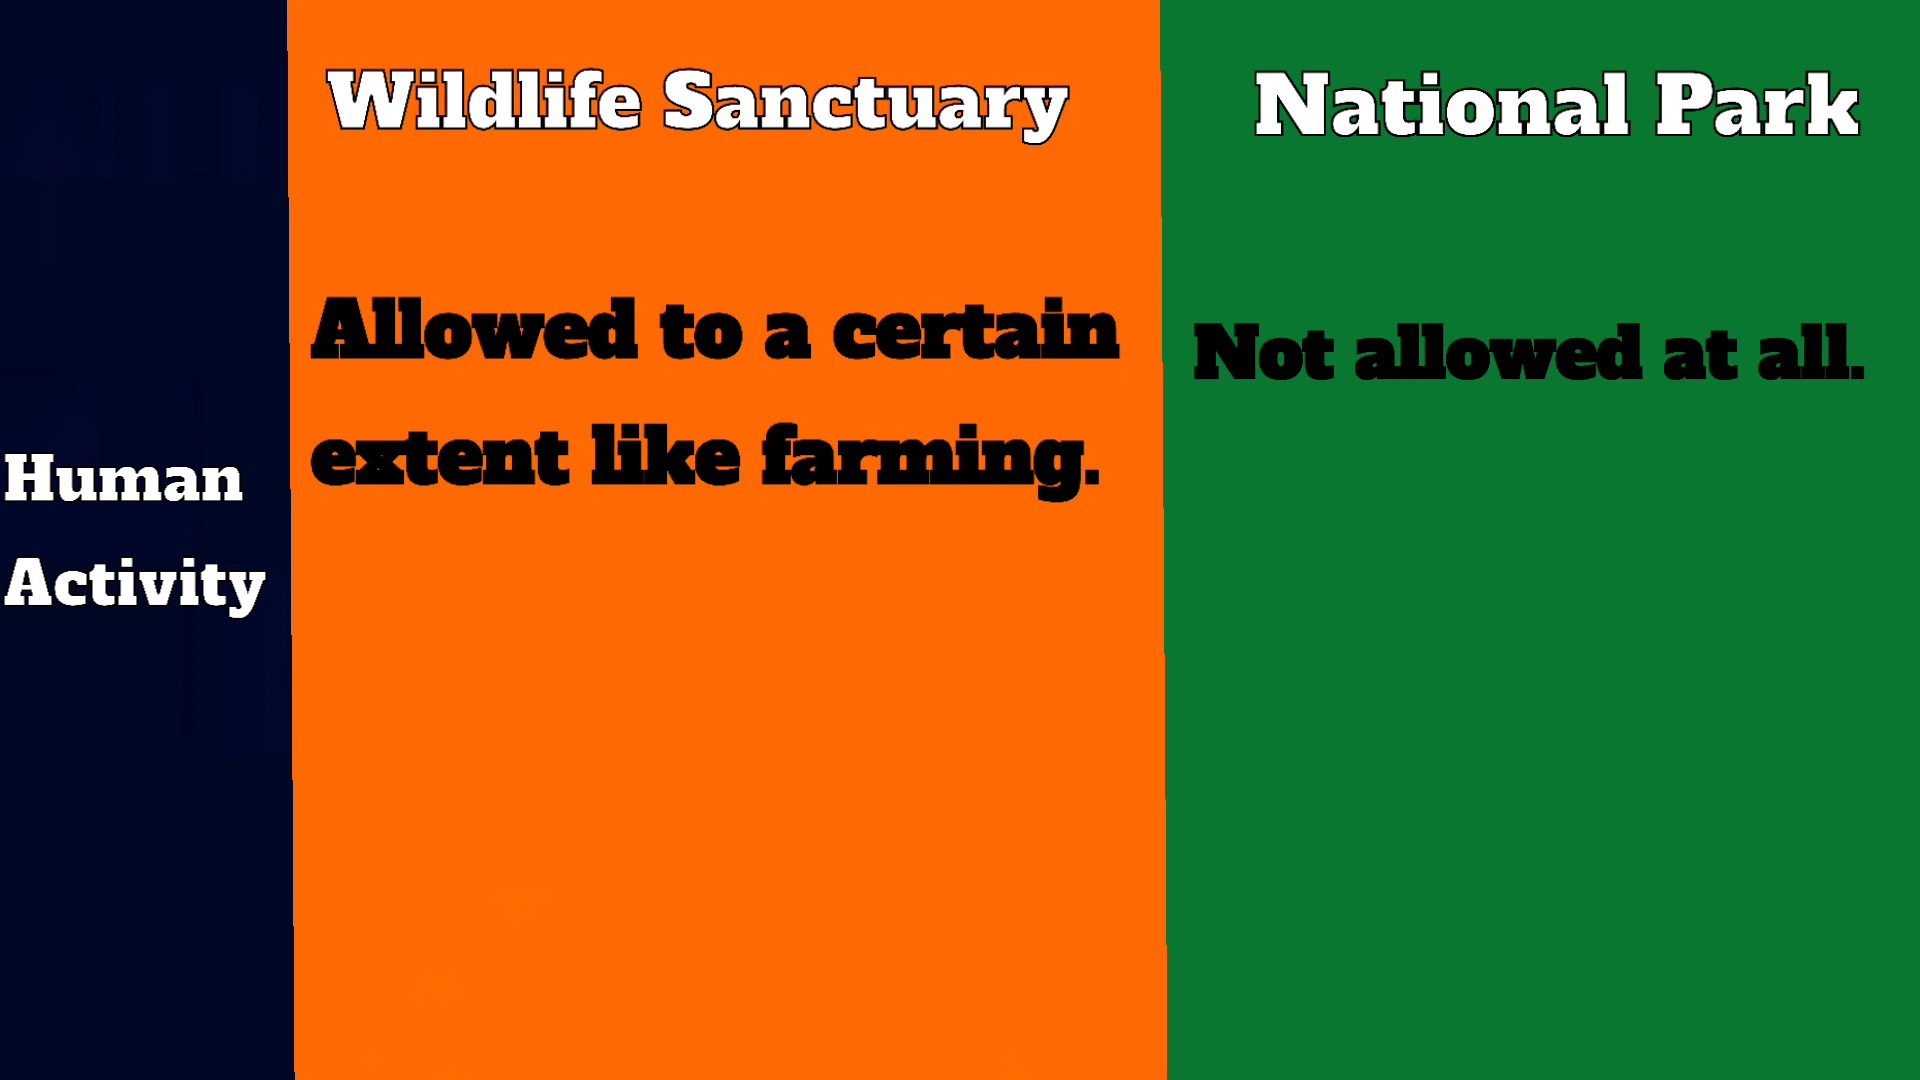 Wildlife Sanctuary
National Park
Human
Activity
Allowed to a certain
extent like farming.
Not allowed at all.